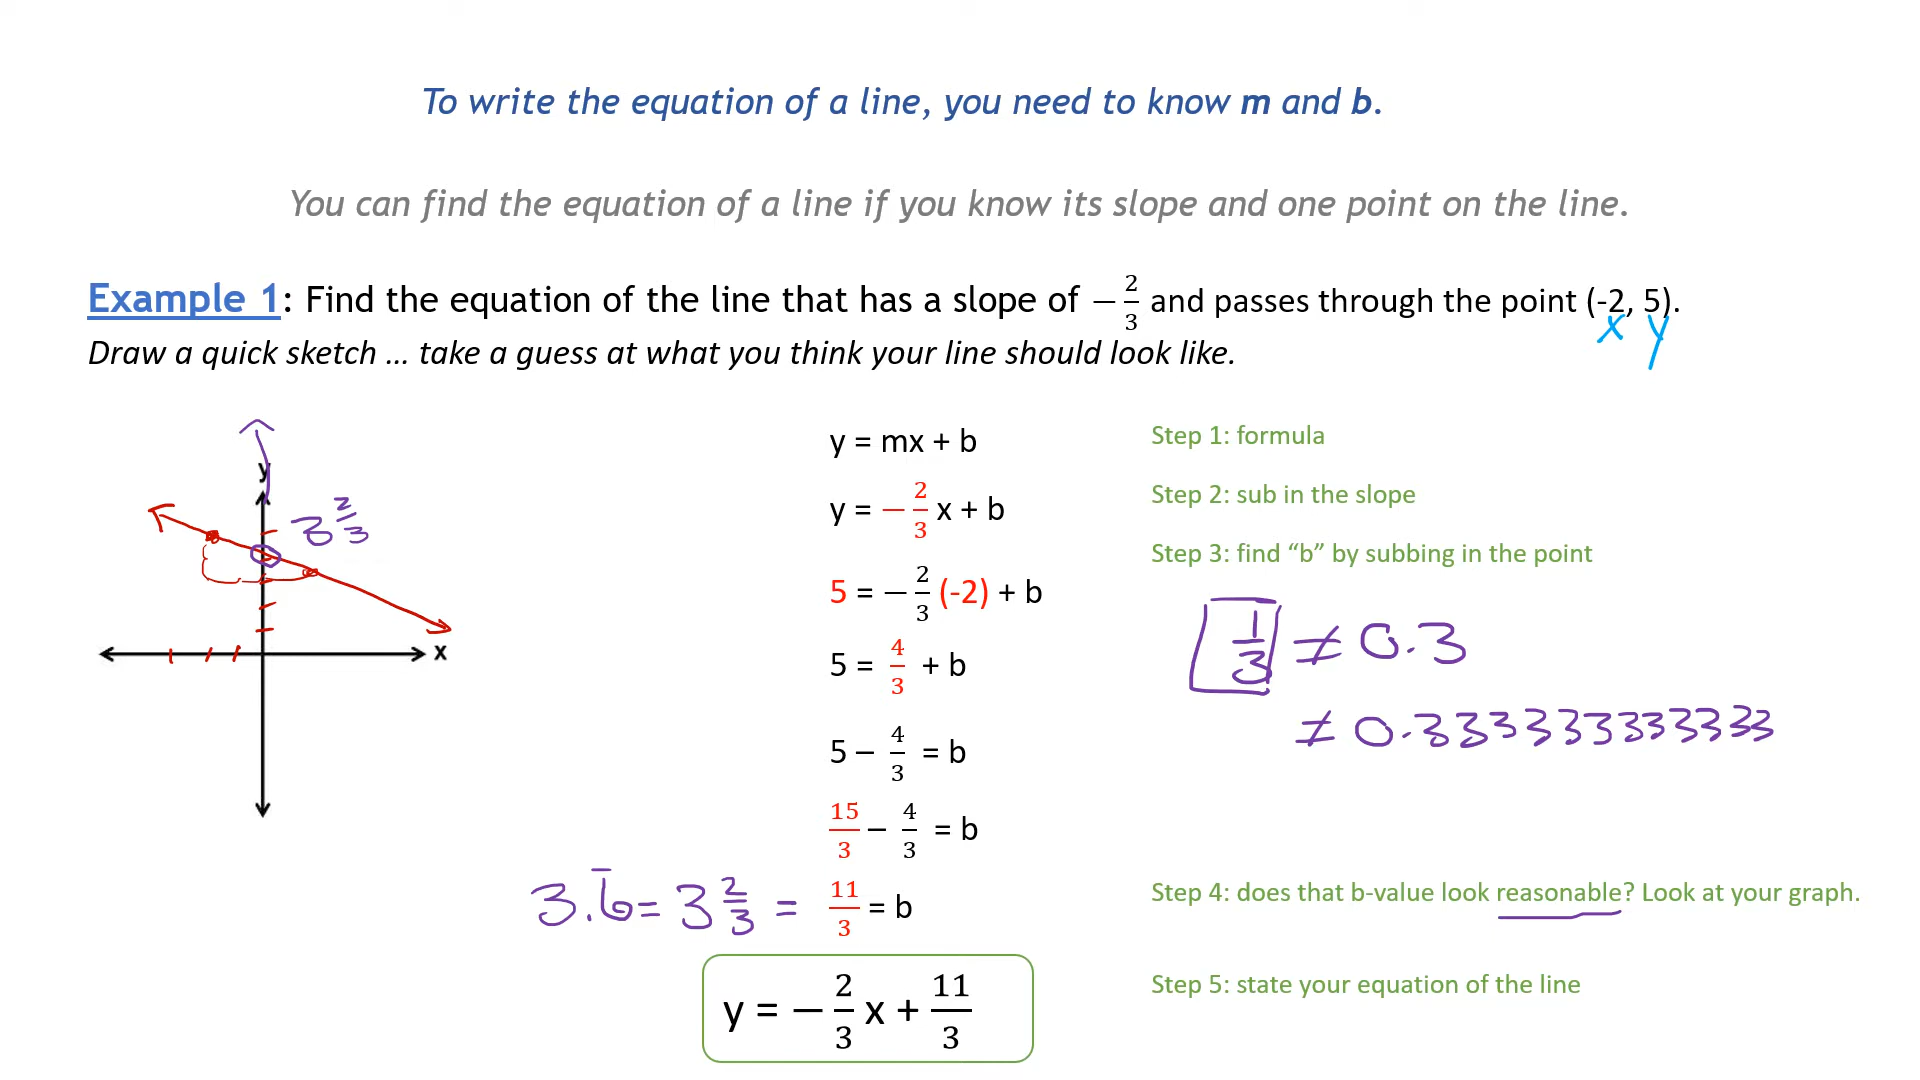 To write the equation of a line, you need to know m and b.
You can find the equation of a line if you know its slope and one point on the line.
Example 1: Find the equation of the line that has a slope of −2/3 and passes through the point (-2, 5).
x y
Draw a quick sketch … take a guess at what you think your line should look like.
y
3 2/3
x
y = mx + b
Step 1: formula
y = −2/3 x + b
Step 2: sub in the slope
Step 3: find “b” by subbing in the point
5 = −2/3 (-2) + b
5 = 4/3 + b
1/3 ≠ 0.3
≠ 0.333333333333
5 − 4/3 = b
15/3 − 4/3 = b
3.6̅ = 3 2/3 = 11/3 = b
Step 4: does that b-value look reasonable? Look at your graph.
y = −2/3 x + 11/3
Step 5: state your equation of the line